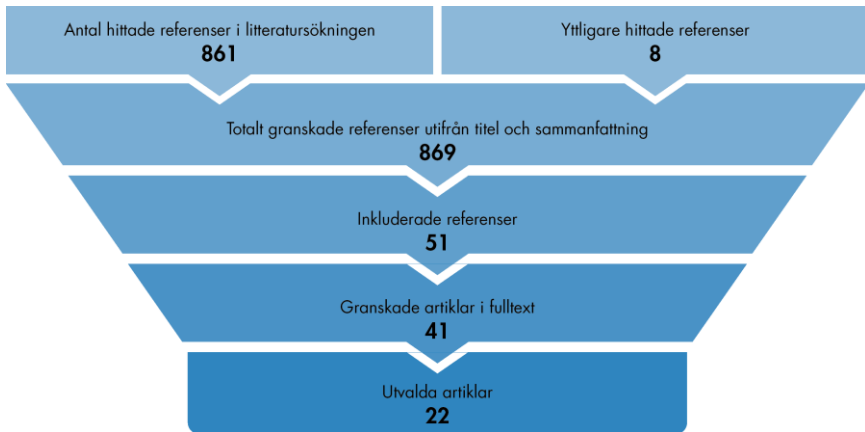 Antal hittade referenser i litteratursökningen
861
Yttligare hittade referenser
8
Totalt granskade referenser utifrån titel och sammanfattning
869
Inkluderade referenser
51
Granskade artiklar i fulltext
41
Utvalda artiklar
22